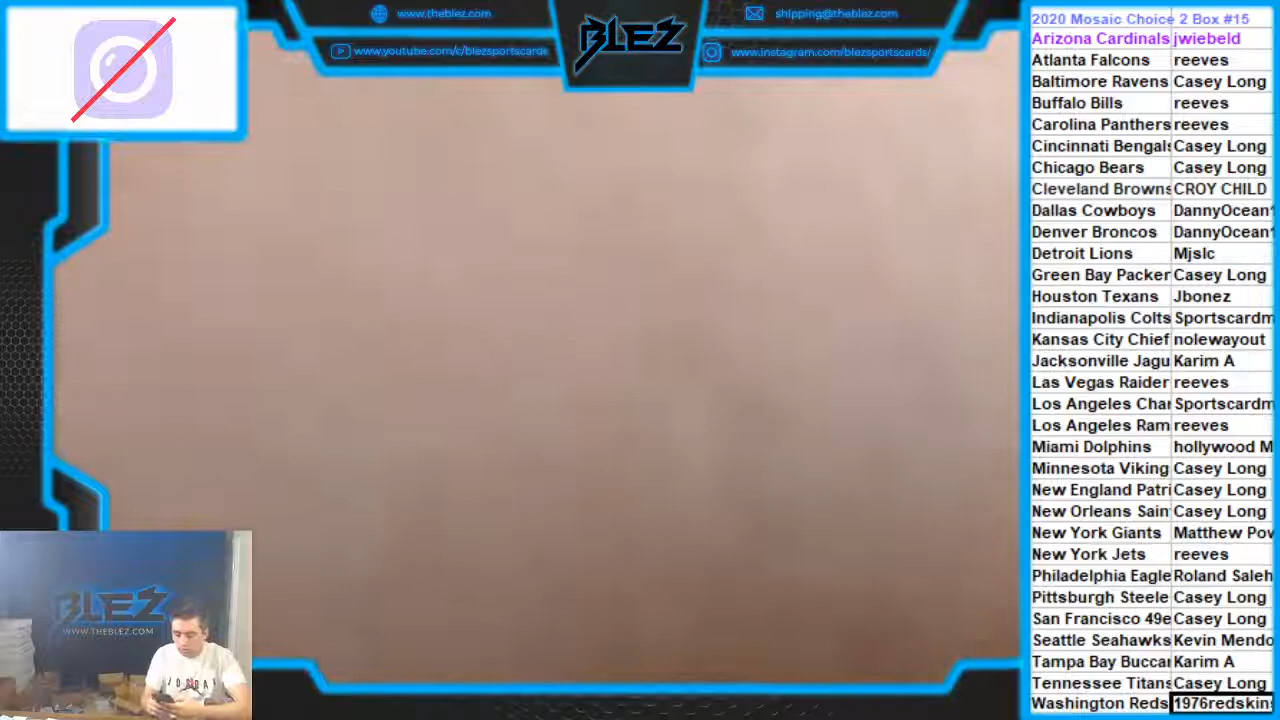 www.theblez.com
shipping@theblez.com
www.youtube.com/c/blezsportscards
www.instagram.com/blezsportscards/
BLEZ
2020 Mosaic Choice 2 Box #15
Arizona Cardinals jwiebeld
Atlanta Falcons reeves
Baltimore Ravens Casey Long
Buffalo Bills reeves
Carolina Panthers reeves
Cincinnati Bengals Casey Long
Chicago Bears Casey Long
Cleveland Browns CROY CHILD
Dallas Cowboys DannyOcean
Denver Broncos DannyOcean
Detroit Lions Mjslc
Green Bay Packer Casey Long
Houston Texans Jbonez
Indianapolis Colts Sportscardm
Kansas City Chief nolewayout
Jacksonville Jagu Karim A
Las Vegas Raider reeves
Los Angeles Char Sportscardm
Los Angeles Ram reeves
Miami Dolphins hollywood M
Minnesota Viking Casey Long
New England Patri Casey Long
New Orleans Sain Casey Long
New York Giants Matthew Pow
New York Jets reeves
Philadelphia Eagle Roland Saleh
Pittsburgh Steele Casey Long
San Francisco 49e Casey Long
Seattle Seahawks Kevin Mendo
Tampa Bay Buccar Karim A
Tennessee Titans Casey Long
Washington Reds 1976redskins
BLEZ
WWW.THEBLEZ.COM